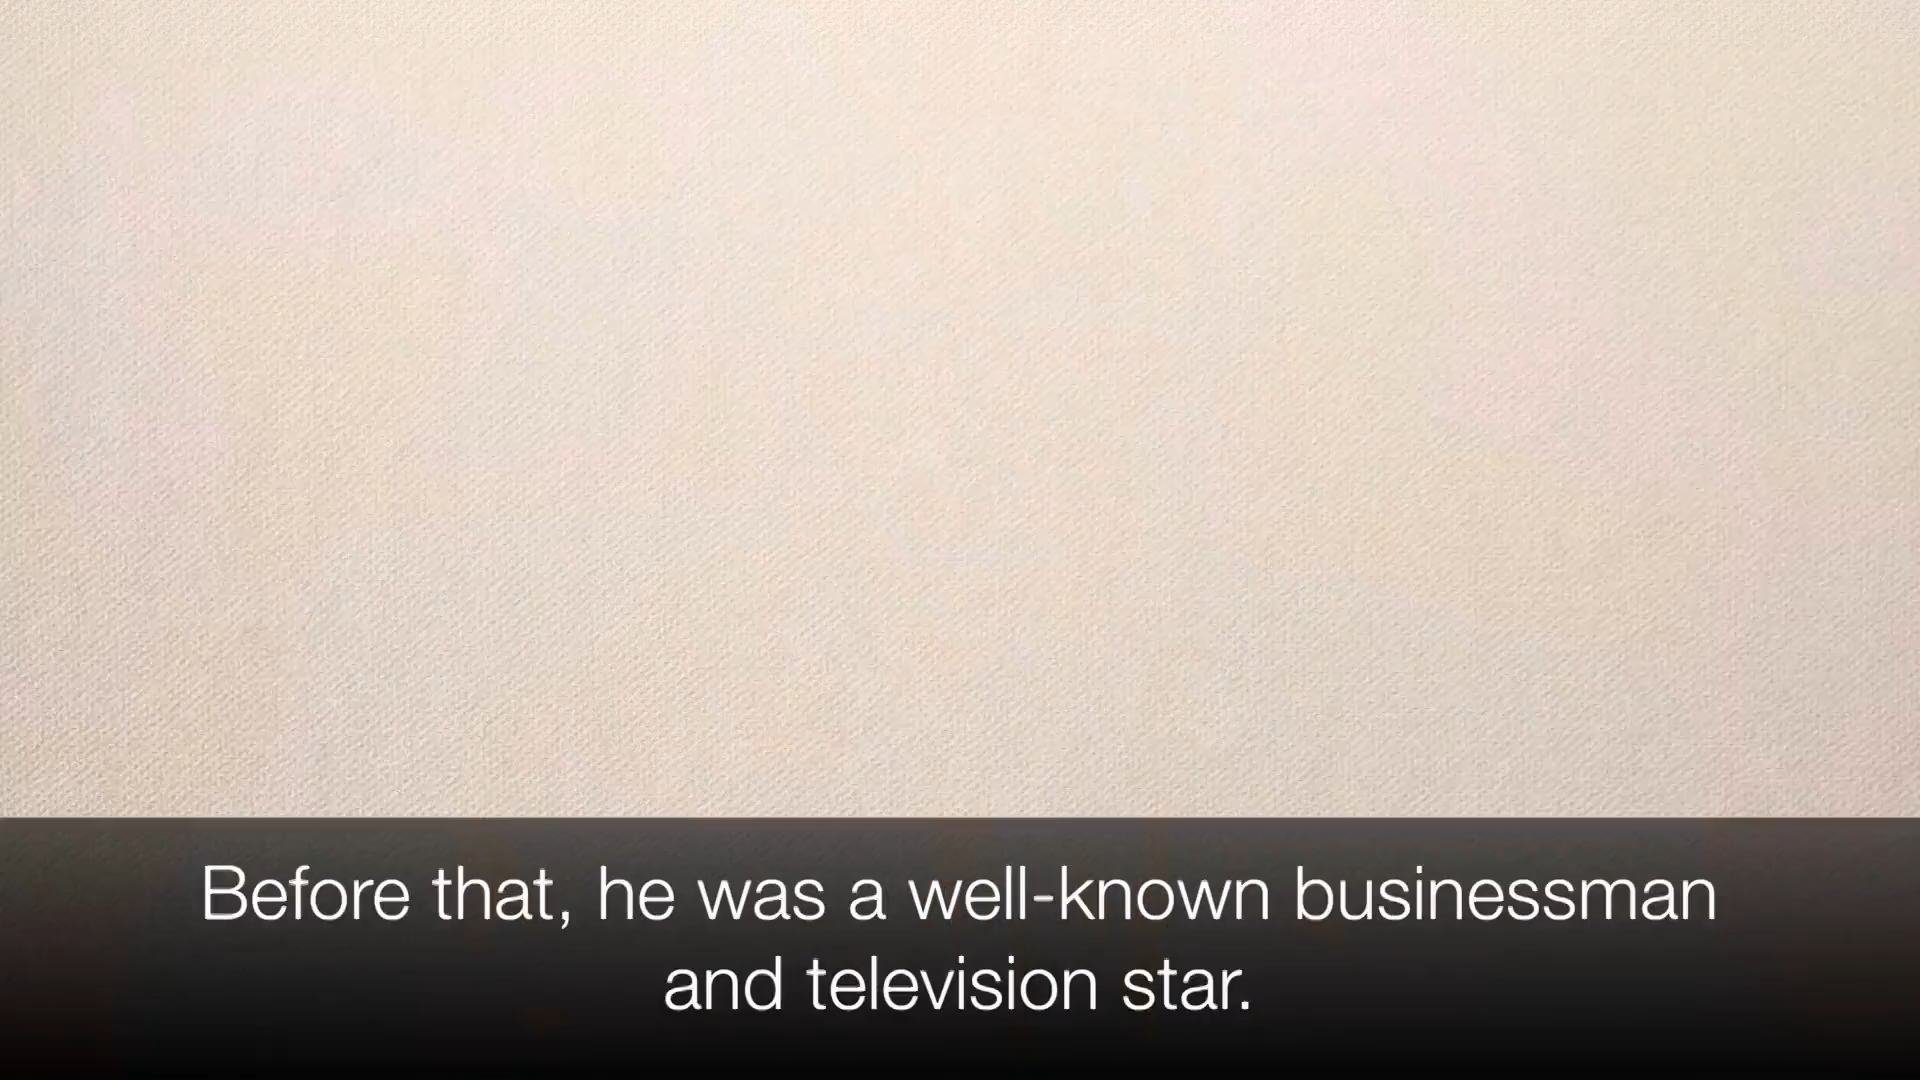 Before that, he was a well-known businessman
and television star.